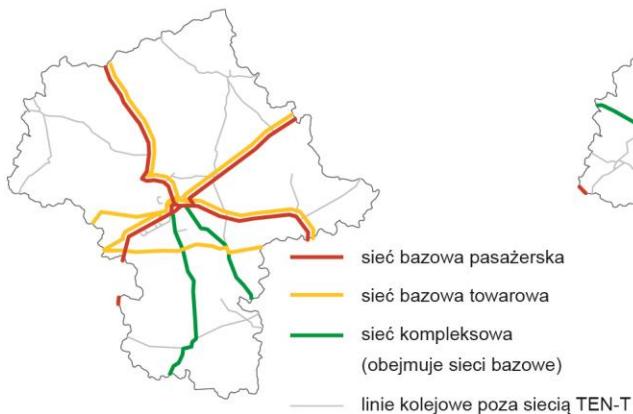 sieć bazowa pasażerska
sieć bazowa towarowa
sieć kompleksowa
(obejmuje sieci bazowe)
linie kolejowe poza siecią TEN-T